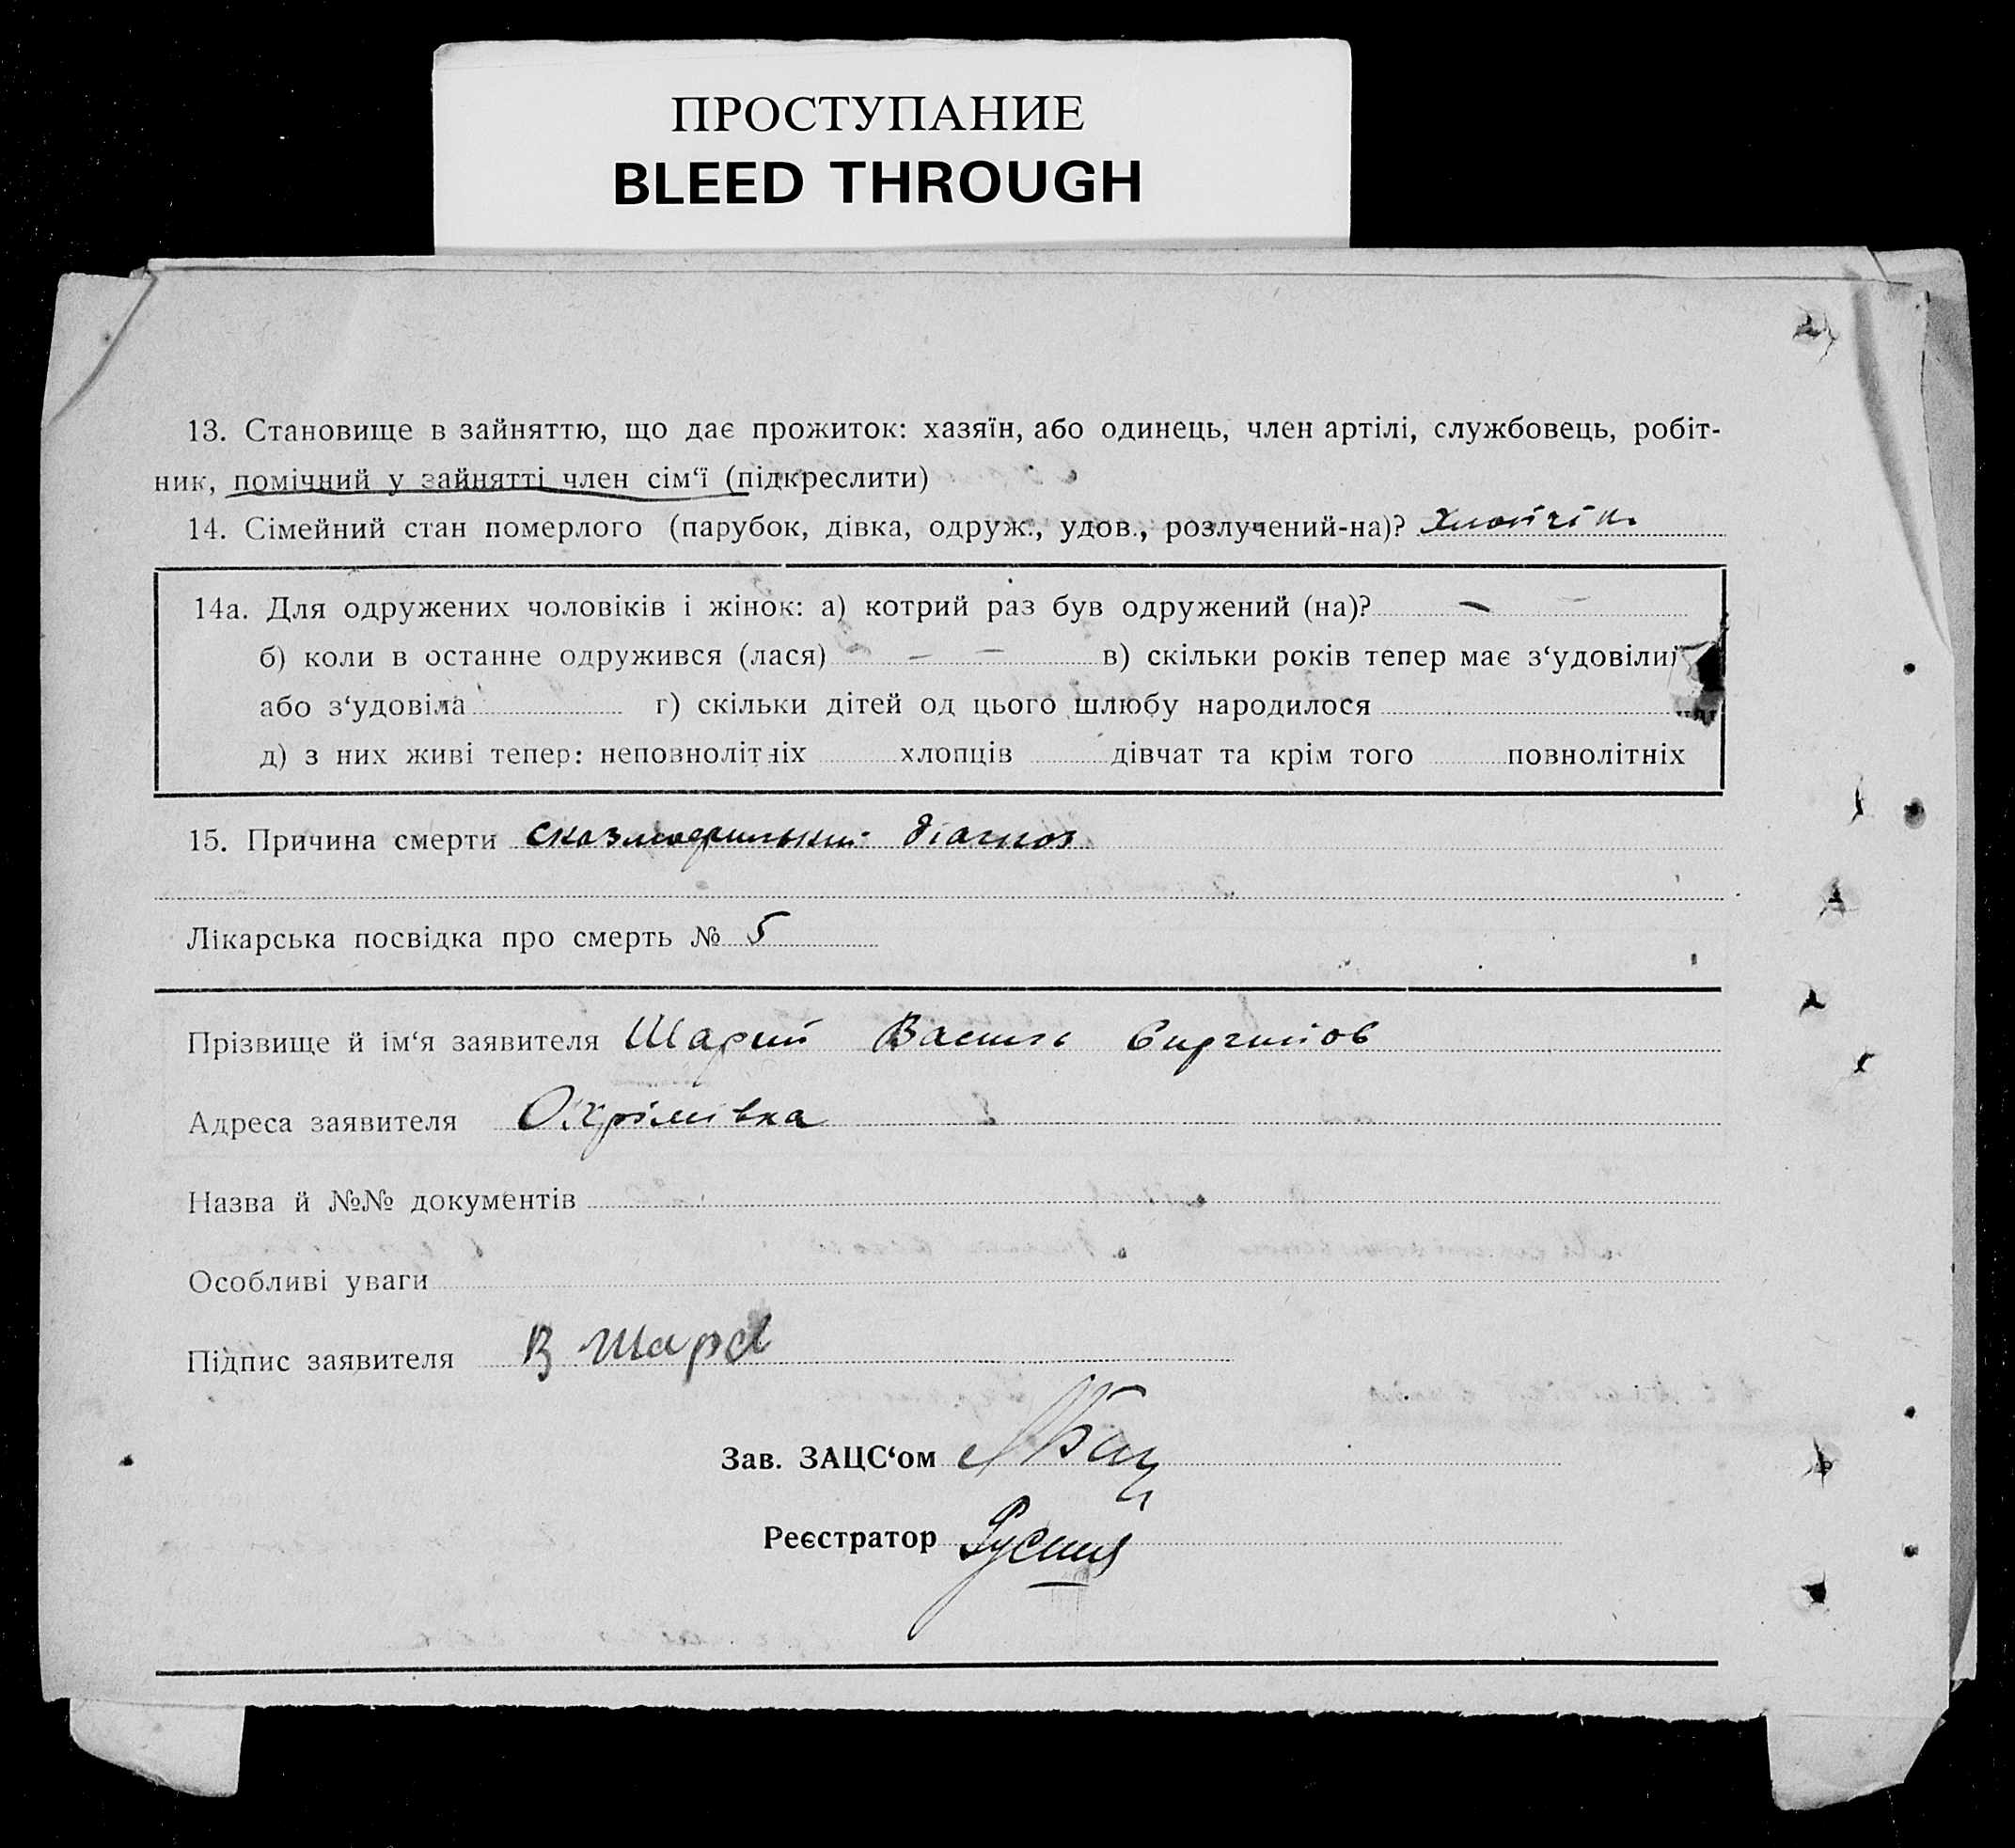 ПРОСТУПАНИЕ
BLEED THROUGH
13. Становище в зайняттю, що дає прожиток: хазяїн, або одинець, член артілі, службовець, робіт-
ник, помічний у зайнятті член сім‘ї (підкреслити)
14. Сімейний стан померлого (парубок, дівка, одруж., удов., розлучений-на)? Хлопчік
14а. Для одружених чоловіків і жінок: а) котрий раз був одружений (на)? –
б) коли в останне одружився (лася) – – в) скільки років тепер має з‘удовілий
або з‘удовіла г) скільки дітей од цього шлюбу народилося
д) з них живі тепер: неповнолітніх хлопців дівчат та крім того повнолітніх
15. Причина смерти діагноз
Лікарська посвідка про смерть № 5
Прізвище й ім‘я заявителя Шарий Василь
Адреса заявителя Охрімівка
Назва й №№ документів
Особливі уваги
Підпис заявителя В Шарий
Зав. ЗАЦС‘ом
Реєстратор